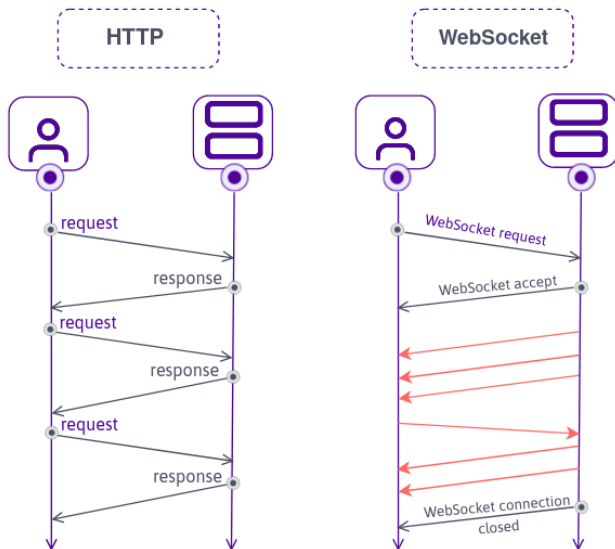 HTTP
request
response
request
response
request
response
WebSocket
WebSocket request
WebSocket accept
WebSocket connection
closed